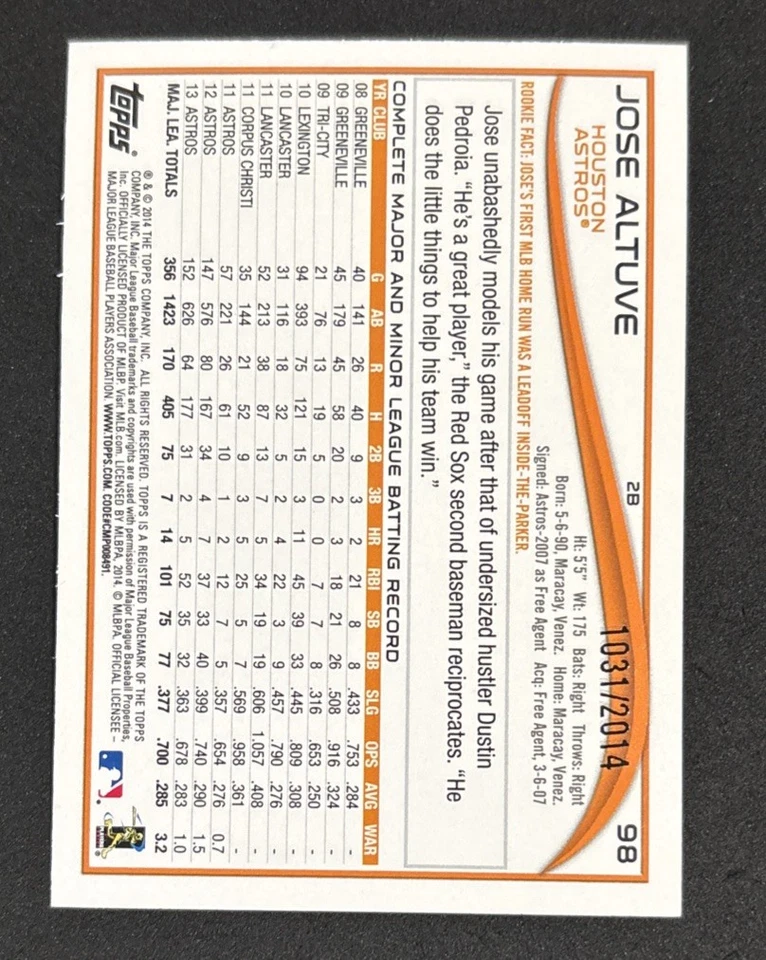 JOSE ALTUVE 2B 98
HOUSTON
ASTROS®
1031/2014
Ht: 5'5" Wt: 175 Bats: Right Throws: Right
Born: 5-6-90, Maracay, Venez. Home: Maracay, Venez.
Signed: Astros-2007 as Free Agent Acq: Free Agent, 3-6-07
ROOKIE FACT: JOSE'S FIRST MLB HOME RUN WAS A LEADOFF INSIDE-THE-PARKER.
Jose unabashedly models his game after that of undersized hustler Dustin
Pedroia. "He's a great player," the Red Sox second baseman reciprocates. "He
does the little things to help his team win."
COMPLETE MAJOR AND MINOR LEAGUE BATTING RECORD
YR CLUB G AB R H 2B 3B HR RBI SB BB SLG OPS AVG WAR
08 GREENEVILLE 40 141 26 40 9 3 2 21 8 8 .433 .753 .284 -
09 GREENEVILLE 45 179 45 58 20 2 3 18 21 26 .508 .916 .324 -
09 TRI-CITY 21 76 13 19 5 0 0 7 7 8 .316 .653 .250 -
10 LEXINGTON 94 393 75 121 15 3 11 45 39 33 .445 .809 .308 -
10 LANCASTER 31 116 18 32 5 2 4 22 3 9 .457 .790 .276 -
11 LANCASTER 52 213 38 87 13 7 5 34 19 19 .606 1.057 .408 -
11 CORPUS CHRISTI 35 144 21 52 9 3 5 25 5 7 .569 .958 .361 -
11 ASTROS 57 221 26 61 10 1 2 12 7 5 .357 .654 .276 0.7
12 ASTROS 147 576 80 167 34 4 7 37 33 40 .399 .740 .290 1.5
13 ASTROS 152 626 64 177 31 2 5 52 35 32 .363 .678 .283 1.0
MAJ. LEA. TOTALS 356 1423 170 405 75 7 14 101 75 77 .377 .700 .285 3.2
topps®
® & © 2014 THE TOPPS COMPANY, INC. ALL RIGHTS RESERVED. TOPPS IS A REGISTERED TRADEMARK OF THE TOPPS
COMPANY, INC. Major League Baseball trademarks and copyrights are used with permission of Major League Baseball Properties,
Inc. OFFICIALLY LICENSED PRODUCT OF MLBP. Visit MLB.com. LICENSED BY MLBPA, 2014. © MLBPA. OFFICIAL LICENSEE –
MAJOR LEAGUE BASEBALL PLAYERS ASSOCIATION. WWW.TOPPS.COM. CODE#CMP008491.